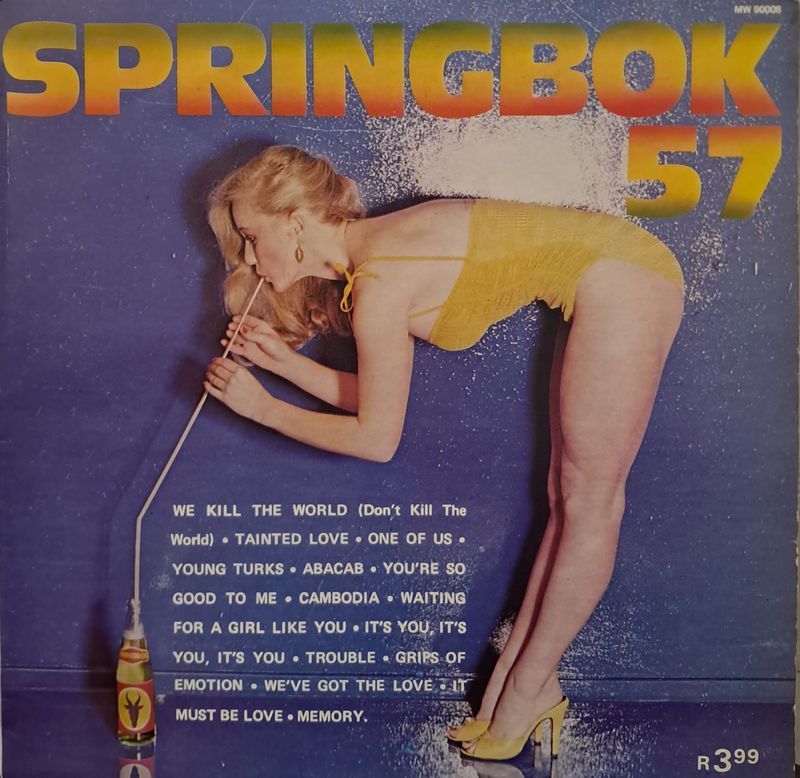 MW 90008
SPRINGBOK
57
WE KILL THE WORLD (Don't Kill The
World) • TAINTED LOVE • ONE OF US •
YOUNG TURKS • ABACAB • YOU'RE SO
GOOD TO ME • CAMBODIA • WAITING
FOR A GIRL LIKE YOU • IT'S YOU, IT'S
YOU, IT'S YOU • TROUBLE • GRIPS OF
EMOTION • WE'VE GOT THE LOVE • IT
MUST BE LOVE • MEMORY.
R 3⁹⁹